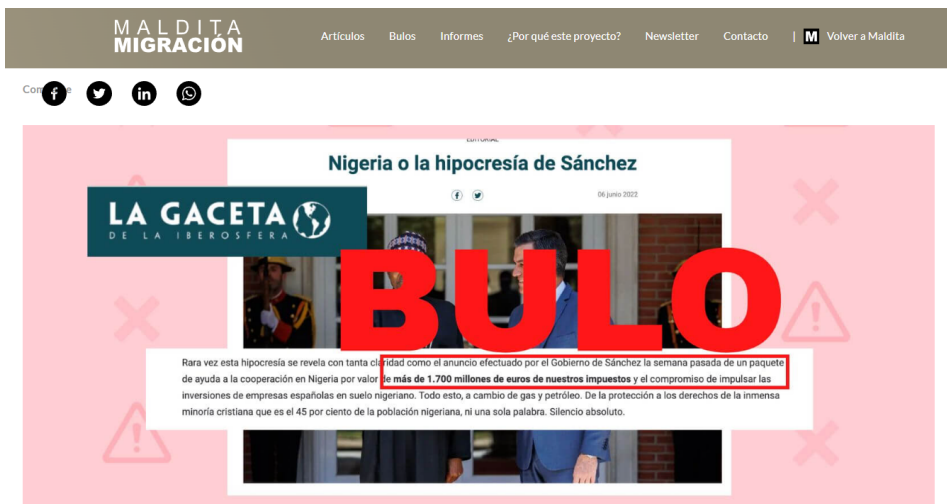 MALDITA
MIGRACIÓN
Artículos Bulos Informes ¿Por qué este proyecto? Newsletter Contacto | M Volver a Maldita
EDITORIAL
Nigeria o la hipocresía de Sánchez
06 junio 2022
LA GACETA
DE LA IBEROSFERA
BULO
Rara vez esta hipocresía se revela con tanta claridad como el anuncio efectuado por el Gobierno de Sánchez la semana pasada de un paquete
de ayuda a la cooperación en Nigeria por valor de más de 1.700 millones de euros de nuestros impuestos y el compromiso de impulsar las
inversiones de empresas españolas en suelo nigeriano. Todo esto, a cambio de gas y petróleo. De la protección a los derechos de la inmensa
minoría cristiana que es el 45 por ciento de la población nigeriana, ni una sola palabra. Silencio absoluto.